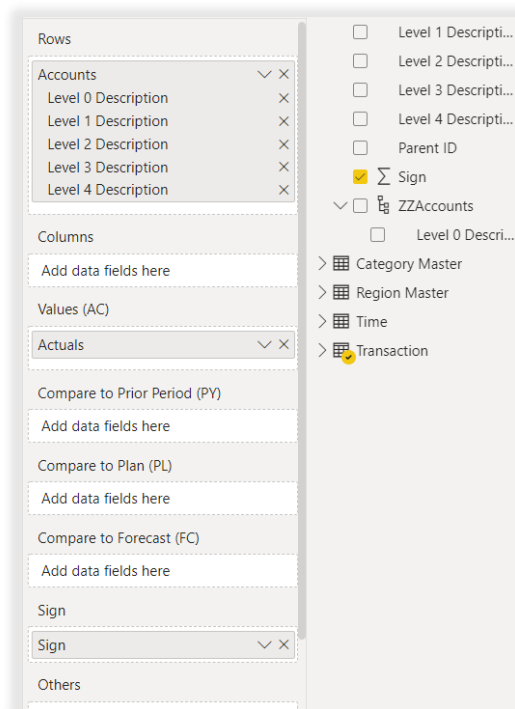 Rows
Accounts
Level 0 Description
Level 1 Description
Level 2 Description
Level 3 Description
Level 4 Description
Columns
Add data fields here
Values (AC)
Actuals
Compare to Prior Period (PY)
Add data fields here
Compare to Plan (PL)
Add data fields here
Compare to Forecast (FC)
Add data fields here
Sign
Sign
Others
Level 1 Descripti...
Level 2 Descripti...
Level 3 Descripti...
Level 4 Descripti...
Parent ID
∑ Sign
ZZAccounts
Level 0 Descri...
Category Master
Region Master
Time
Transaction